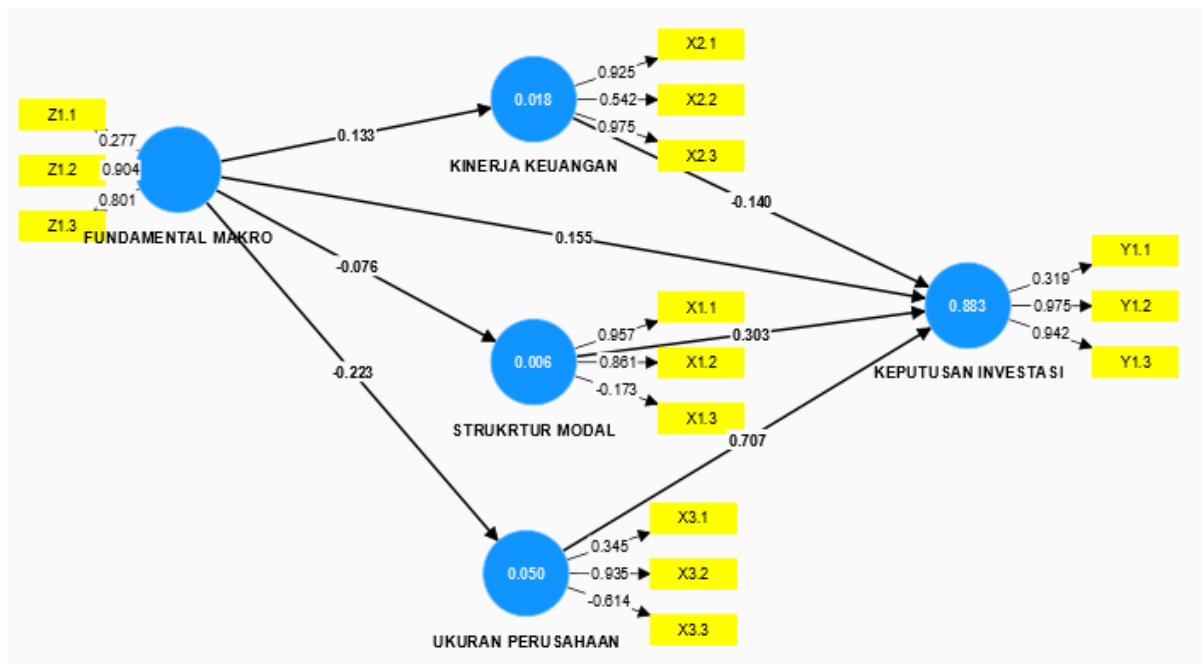 X2.1
0.925
X2.2
0.542
X2.3
0.975
0.018
KINERJA KEUANGAN
Z1.1
0.277
Z1.2
0.904
Z1.3
0.801
FUNDAMENTAL MAKRO
0.133
-0.140
0.155
-0.076
-0.223
X1.1
0.957
X1.2
0.861
X1.3
-0.173
0.006
STRUKRTUR MODAL
0.303
0.707
Y1.1
0.319
Y1.2
0.975
Y1.3
0.942
0.883
KEPUTUSAN INVESTASI
X3.1
0.345
X3.2
0.935
X3.3
-0.614
0.050
UKURAN PERUSAHAAN